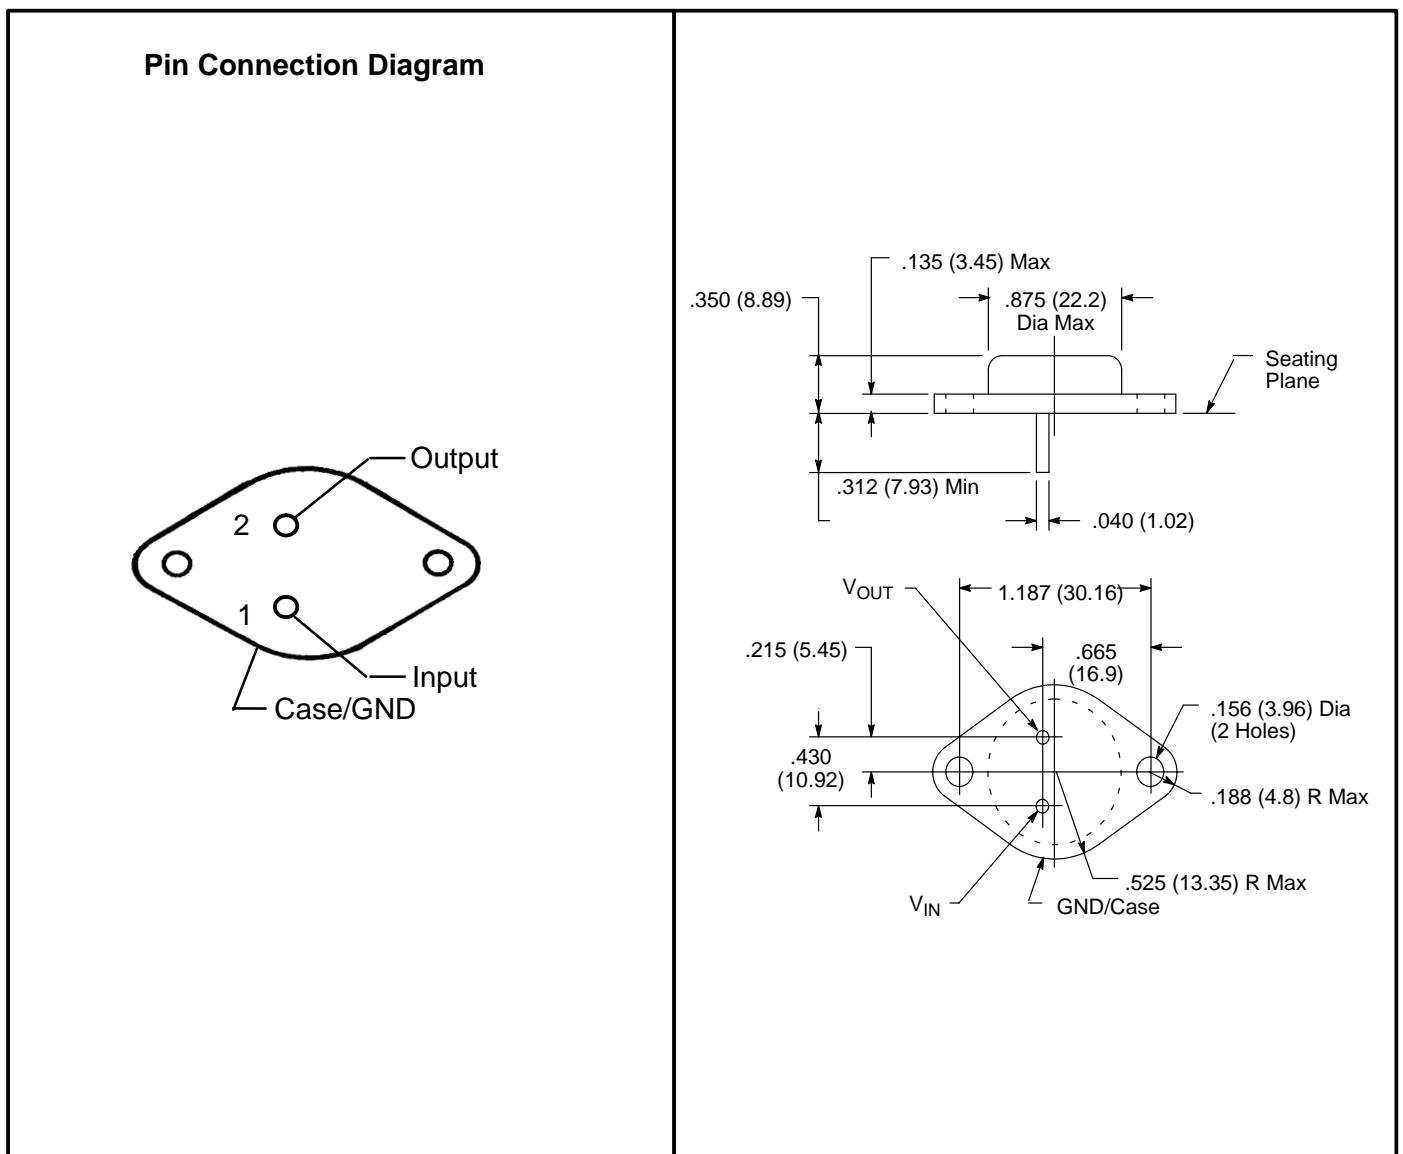 Pin Connection Diagram
Output
2
1
Input
Case/GND
.135 (3.45) Max
.350 (8.89)
.875 (22.2)
Dia Max
Seating
Plane
.312 (7.93) Min
.040 (1.02)
VOUT
1.187 (30.16)
.215 (5.45)
.665
(16.9)
.156 (3.96) Dia
(2 Holes)
.430
(10.92)
.188 (4.8) R Max
.525 (13.35) R Max
VIN
GND/Case